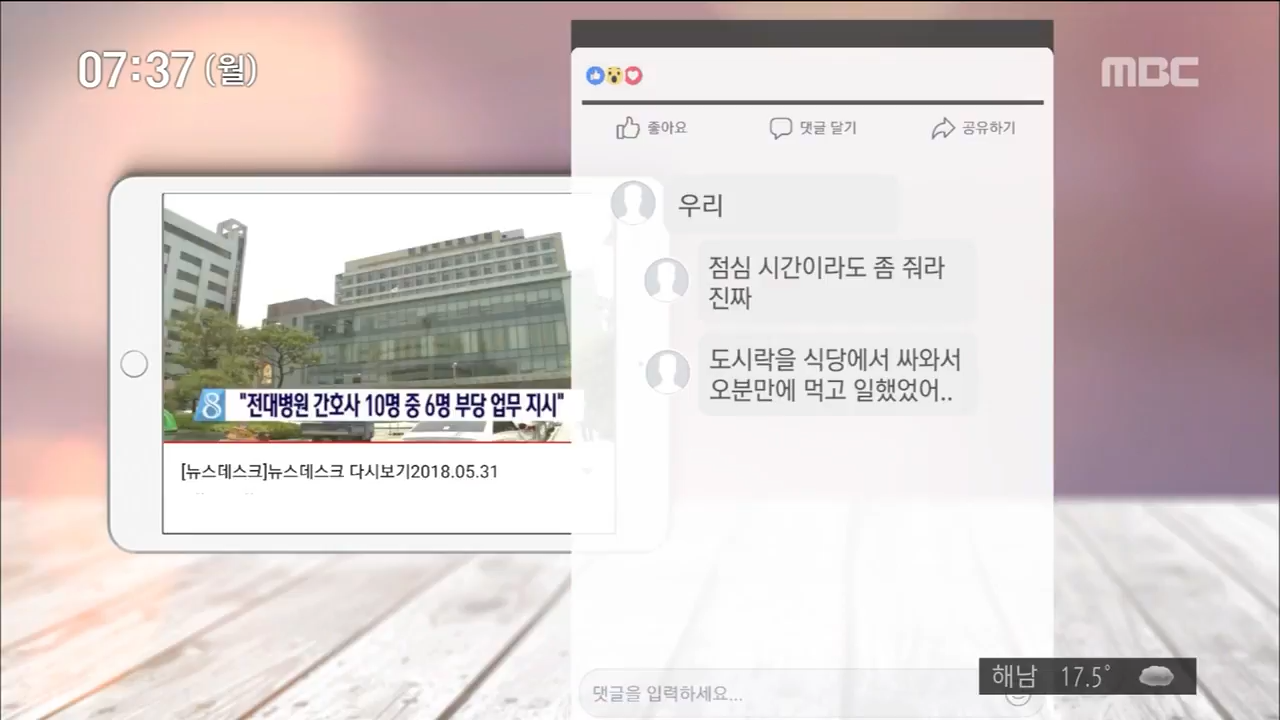 07:37 (월)
MBC
좋아요
댓글 달기
공유하기
우리
점심 시간이라도 좀 줘라
진짜
도시락을 식당에서 싸와서
오분만에 먹고 일했었어..
8 "전대병원 간호사 10명 중 6명 부당 업무 지시"
[뉴스데스크]뉴스데스크 다시보기2018.05.31
해남 17.5°
댓글을 입력하세요...